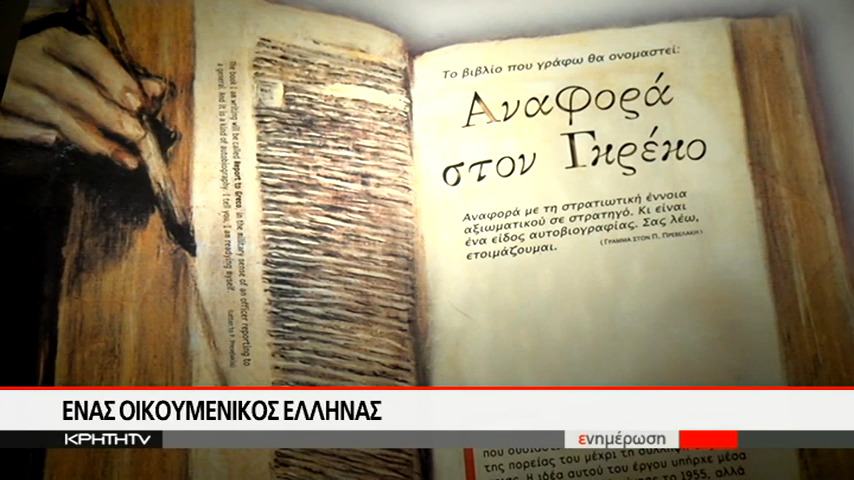 The book I am writing will be called Report to Greco, in the military sense of an officer reporting to
a general. And it is a kind of autobiography. I tell you, I am readying myself.
(Letter to P. Prevelakis)
Το βιβλίο που γράφω θα ονομαστεί:
Αναφορά
στον Γκρέκο
Αναφορά με τη στρατιωτική έννοια
αξιωματικού σε στρατηγό. Κι είναι
ένα είδος αυτοβιογραφίας. Σας λέω,
ετοιμάζουμαι.
(Γραμμα στον Π. Πρεβελακη)
ΕΝΑΣ ΟΙΚΟΥΜΕΝΙΚΟΣ ΕΛΛΗΝΑΣ
ΚΡΗΤΗTV
ενημέρωση
της πορείας του μέχρι τη
Η ιδέα αυτού του έργου υπήρχε μέσα
το 1955, αλλά